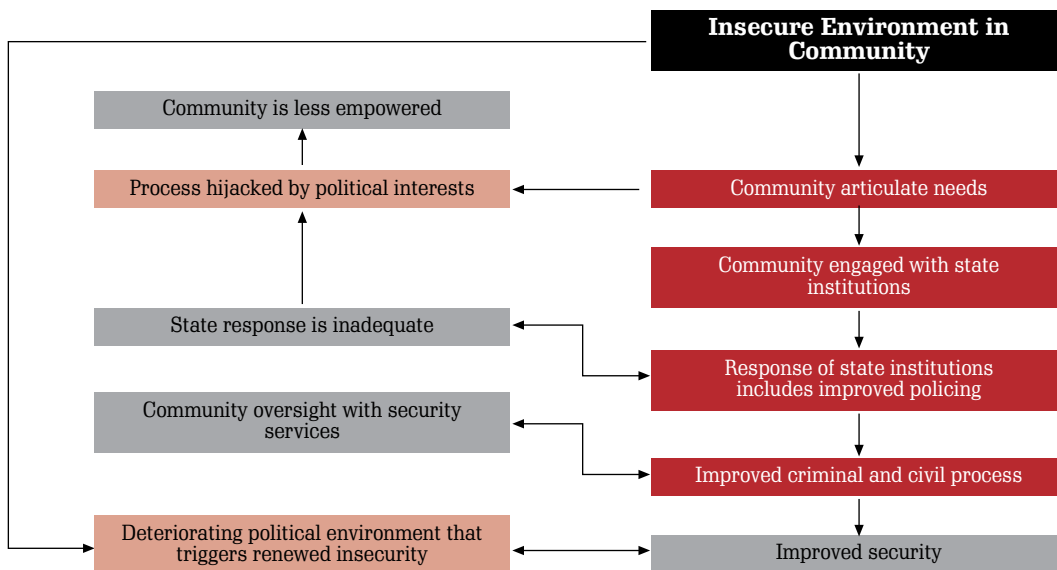 Insecure Environment in
Community
Community is less empowered
Process hijacked by political interests
Community articulate needs
Community engaged with state
institutions
State response is inadequate
Response of state institutions
includes improved policing
Community oversight with security
services
Improved criminal and civil process
Deteriorating political environment that
triggers renewed insecurity
Improved security